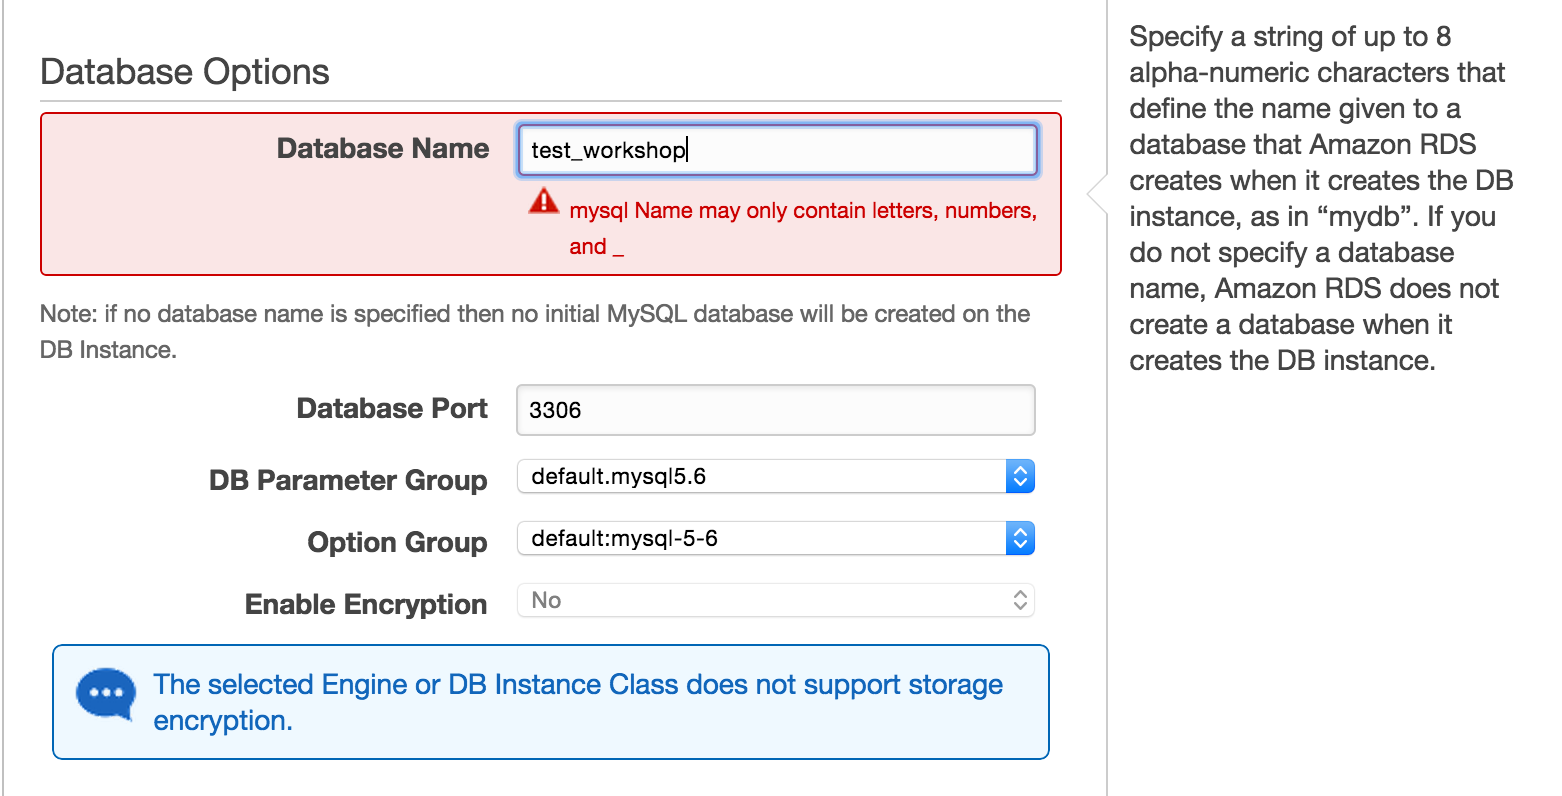 Database Options
Database Name
test_workshop
mysql Name may only contain letters, numbers,
and _
Note: if no database name is specified then no initial MySQL database will be created on the
DB Instance.
Database Port
3306
DB Parameter Group
default.mysql5.6
Option Group
default:mysql-5-6
Enable Encryption
No
The selected Engine or DB Instance Class does not support storage
encryption.
Specify a string of up to 8
alpha-numeric characters that
define the name given to a
database that Amazon RDS
creates when it creates the DB
instance, as in “mydb”. If you
do not specify a database
name, Amazon RDS does not
create a database when it
creates the DB instance.